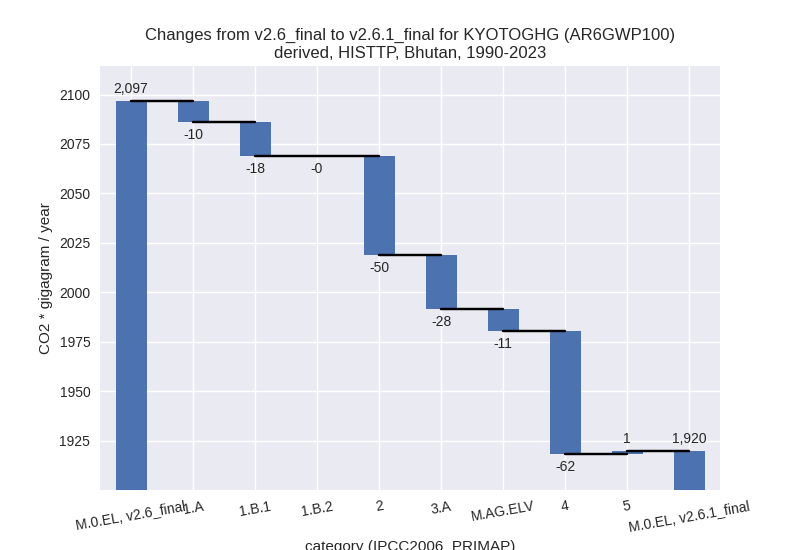 Changes from v2.6_final to v2.6.1_final for KYOTOGHG (AR6GWP100)
derived, HISTTP, Bhutan, 1990-2023
CO2 * gigagram / year
2100
2075
2050
2025
2000
1975
1950
1925
2,097
-10
-18
-0
-50
-28
-11
-62
1
1,920
M.0.EL, v2.6_final
1.A
1.B.1
1.B.2
2
3.A
M.AG.ELV
4
5
M.0.EL, v2.6.1_final
category (IPCC2006_PRIMAP)